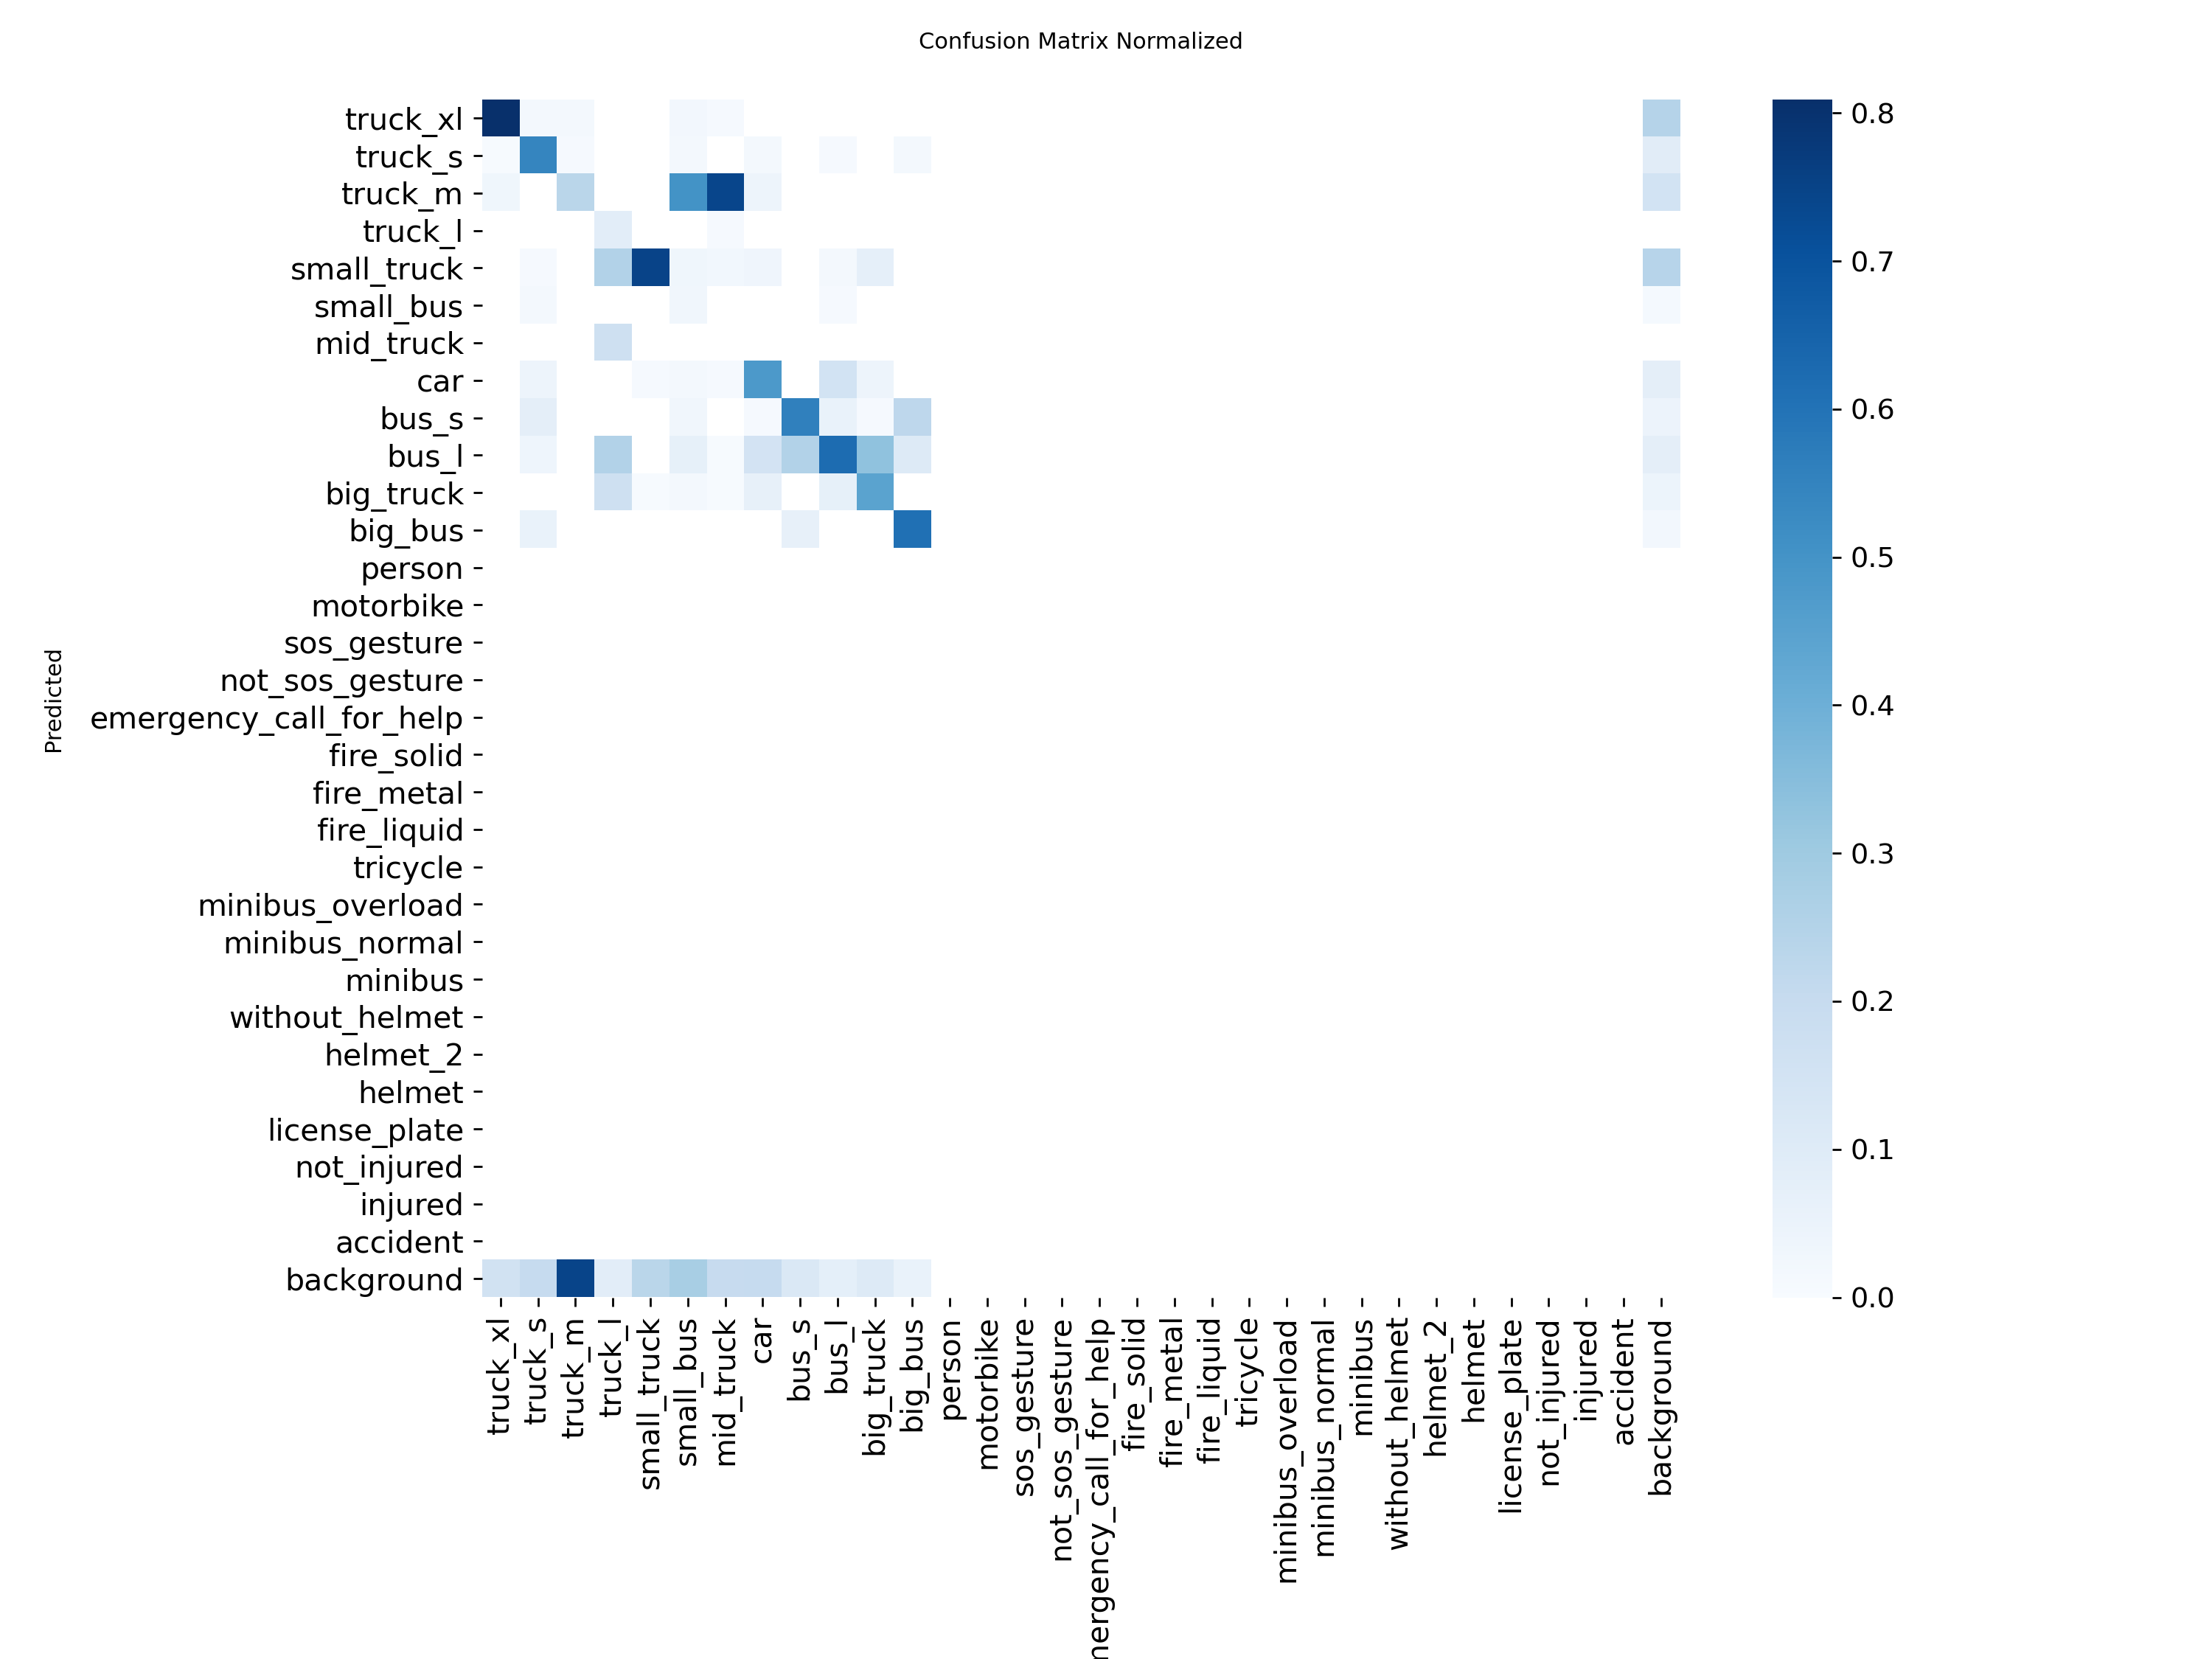 Confusion Matrix Normalized
truck_xl
truck_s
truck_m
truck_l
small_truck
small_bus
mid_truck
car
bus_s
bus_l
big_truck
big_bus
person
motorbike
sos_gesture
not_sos_gesture
emergency_call_for_help
fire_solid
fire_metal
fire_liquid
tricycle
minibus_overload
minibus_normal
minibus
without_helmet
helmet_2
helmet
license_plate
not_injured
injured
accident
background
Predicted
truck_xl
truck_s
truck_m
truck_l
small_truck
small_bus
mid_truck
car
bus_s
bus_l
big_truck
big_bus
person
motorbike
sos_gesture
not_sos_gesture
mergency_call_for_help
fire_solid
fire_metal
fire_liquid
tricycle
minibus_overload
minibus_normal
minibus
without_helmet
helmet_2
helmet
license_plate
not_injured
injured
accident
background
0.8
0.7
0.6
0.5
0.4
0.3
0.2
0.1
0.0